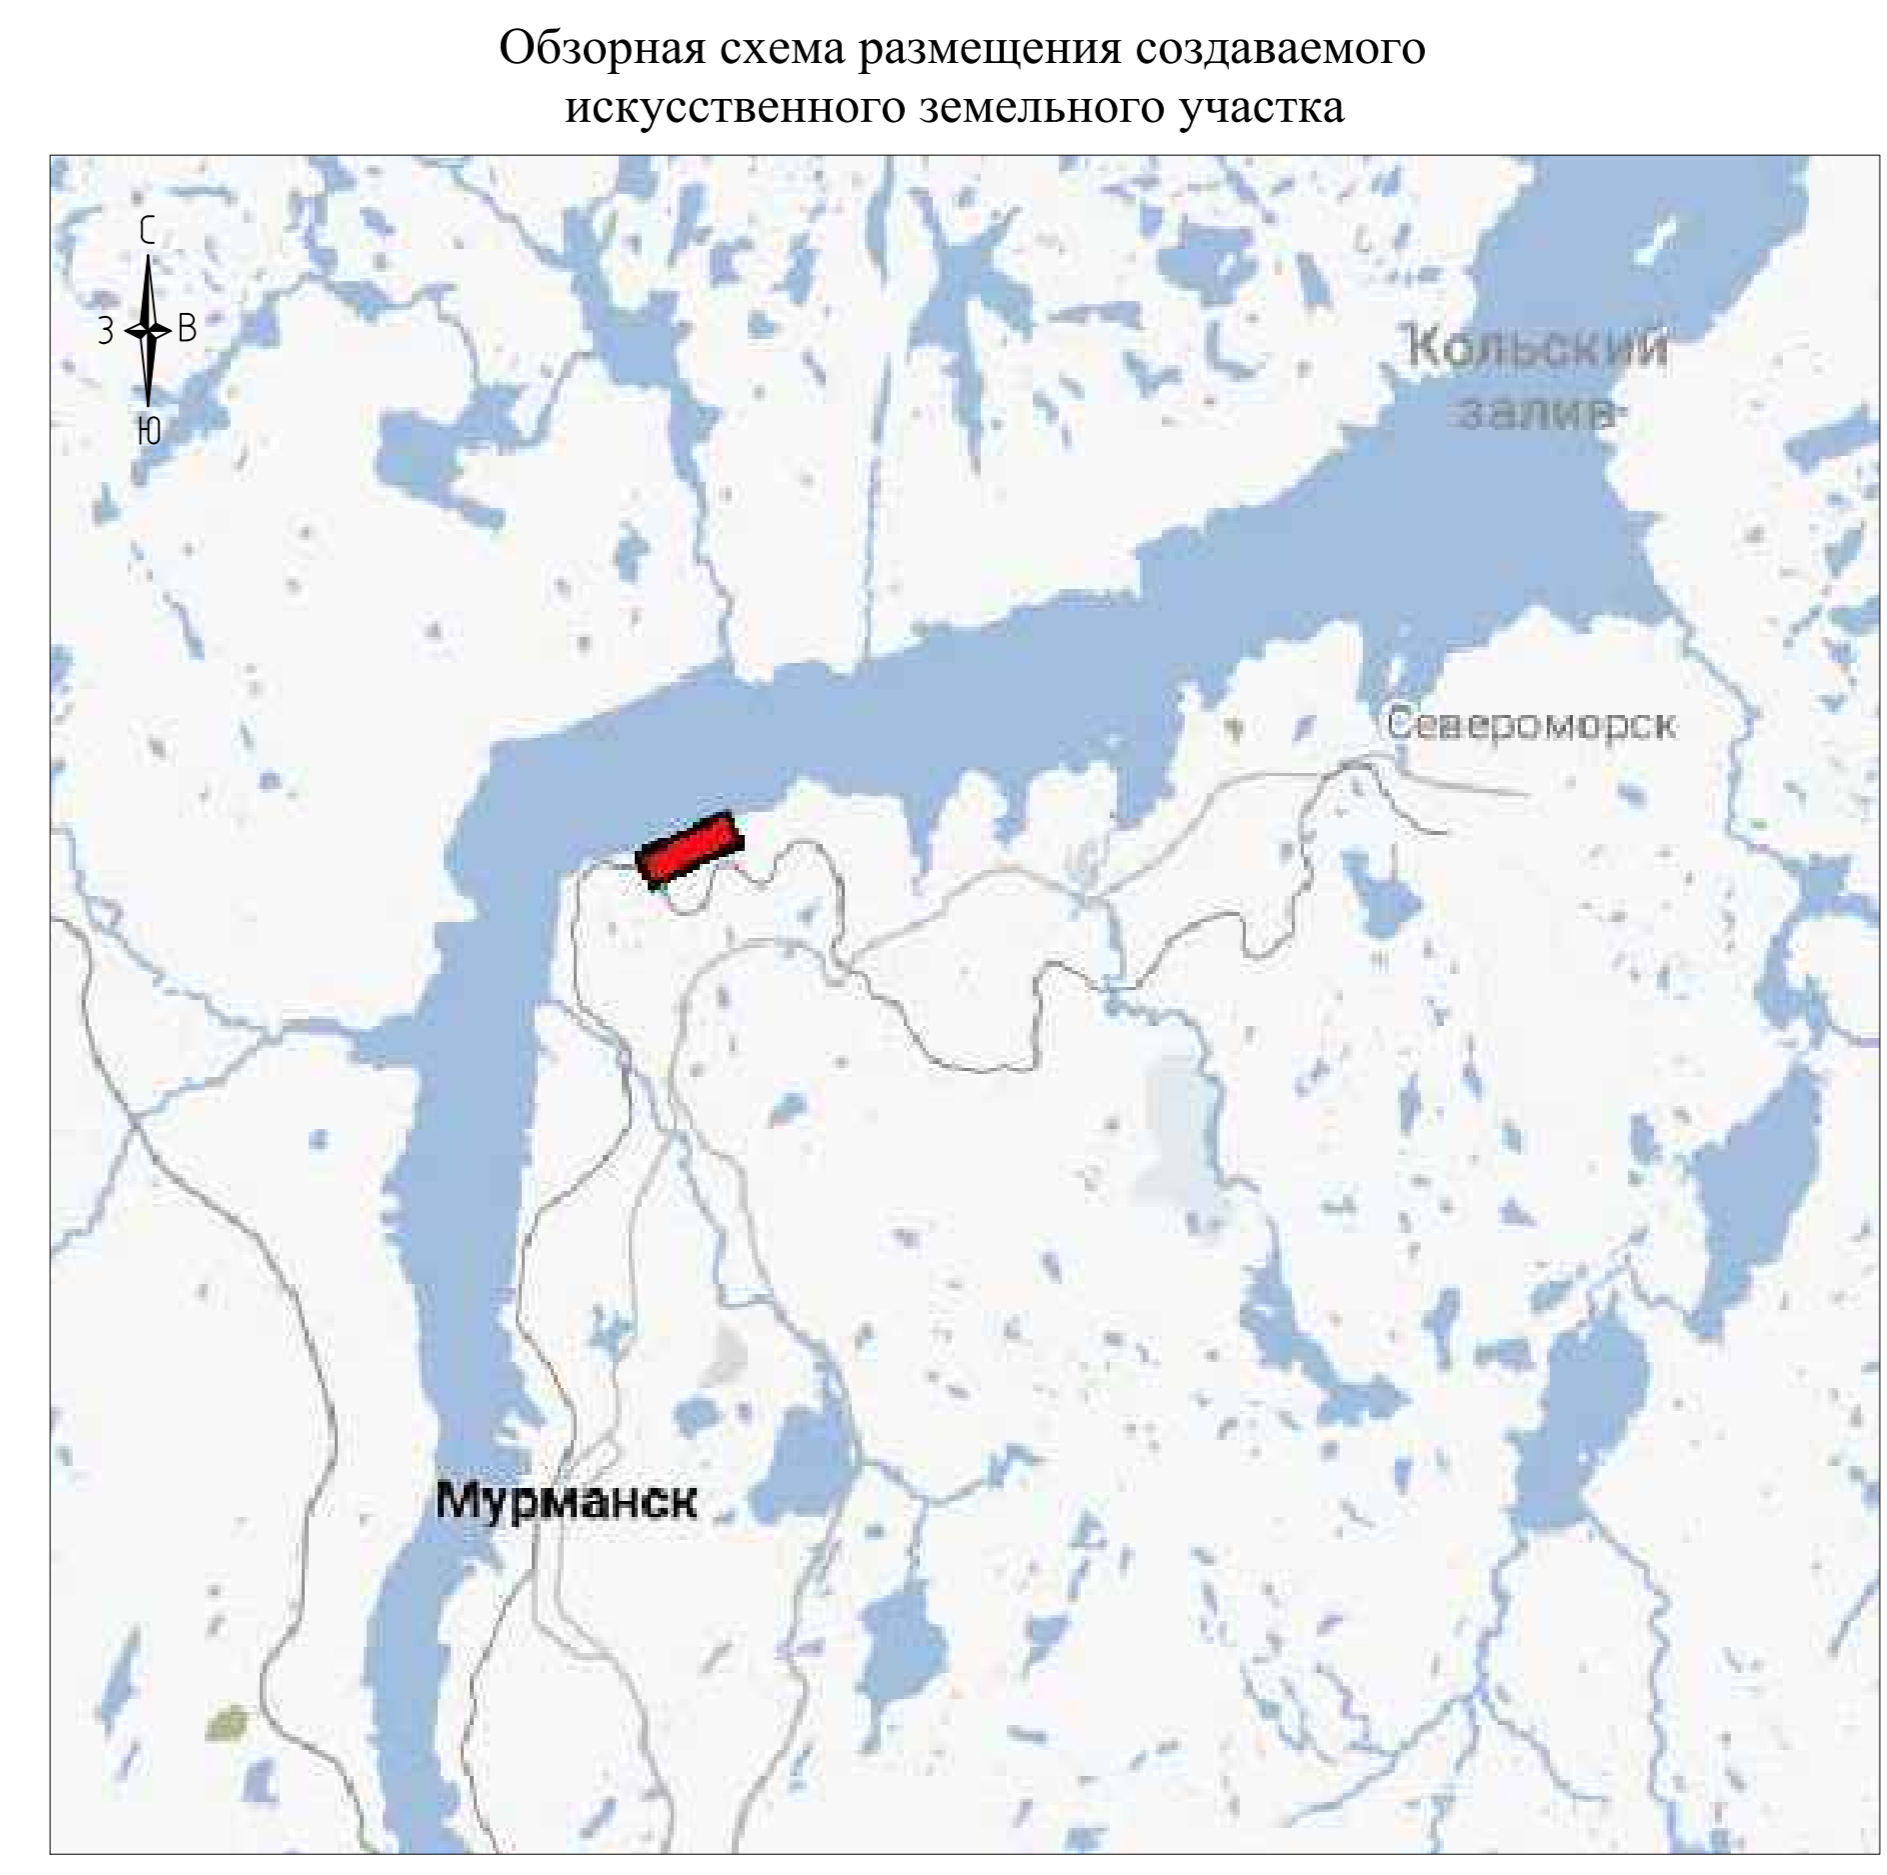 Обзорная схема размещения создаваемого
искусственного земельного участка
С
З В
Ю
Кольский
залив
Североморск
Мурманск